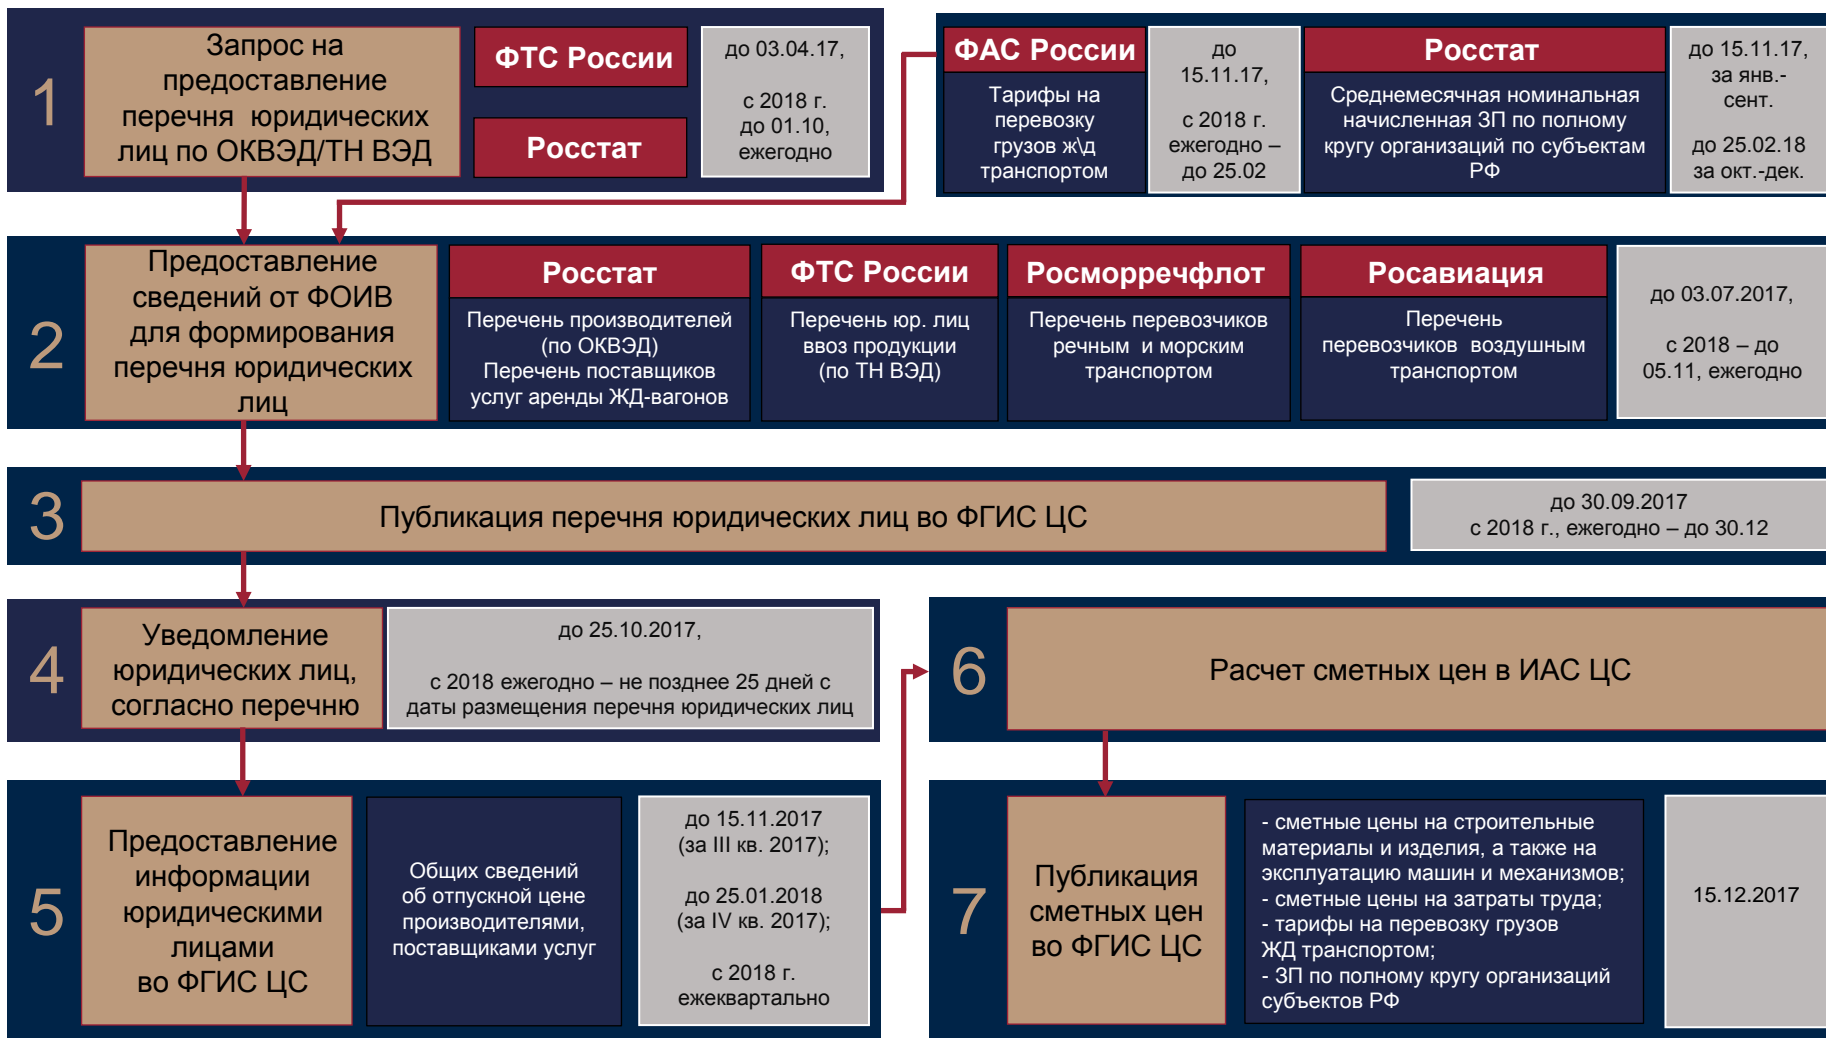 1
Запрос на
предоставление
перечня юридических
лиц по ОКВЭД/ТН ВЭД
ФТС России
Росстат
до 03.04.17,
с 2018 г.
до 01.10,
ежегодно
ФАС России
Тарифы на
перевозку
грузов ж\д
транспортом
до
15.11.17,
с 2018 г.
ежегодно –
до 25.02
Росстат
Среднемесячная номинальная
начисленная ЗП по полному
кругу организаций по субъектам
РФ
до 15.11.17,
за янв.-
сент.
до 25.02.18
за окт.-дек.
2
Предоставление
сведений от ФОИВ
для формирования
перечня юридических
лиц
Росстат
Перечень производителей
(по ОКВЭД)
Перечень поставщиков
услуг аренды ЖД-вагонов
ФТС России
Перечень юр. лиц
ввоз продукции
(по ТН ВЭД)
Росморречфлот
Перечень перевозчиков
речным и морским
транспортом
Росавиация
Перечень
перевозчиков воздушным
транспортом
до 03.07.2017,
с 2018 – до
05.11, ежегодно
3
Публикация перечня юридических лиц во ФГИС ЦС
до 30.09.2017
с 2018 г., ежегодно – до 30.12
4
Уведомление
юридических лиц,
согласно перечню
до 25.10.2017,
с 2018 ежегодно – не позднее 25 дней с
даты размещения перечня юридических лиц
5
Предоставление
информации
юридическими
лицами
во ФГИС ЦС
Общих сведений
об отпускной цене
производителями,
поставщиками услуг
до 15.11.2017
(за III кв. 2017);
до 25.01.2018
(за IV кв. 2017);
с 2018 г.
ежеквартально
6
Расчет сметных цен в ИАС ЦС
7
Публикация
сметных цен
во ФГИС ЦС
- сметные цены на строительные
материалы и изделия, а также на
эксплуатацию машин и механизмов;
- сметные цены на затраты труда;
- тарифы на перевозку грузов
ЖД транспортом;
- ЗП по полному кругу организаций
субъектов РФ
15.12.2017